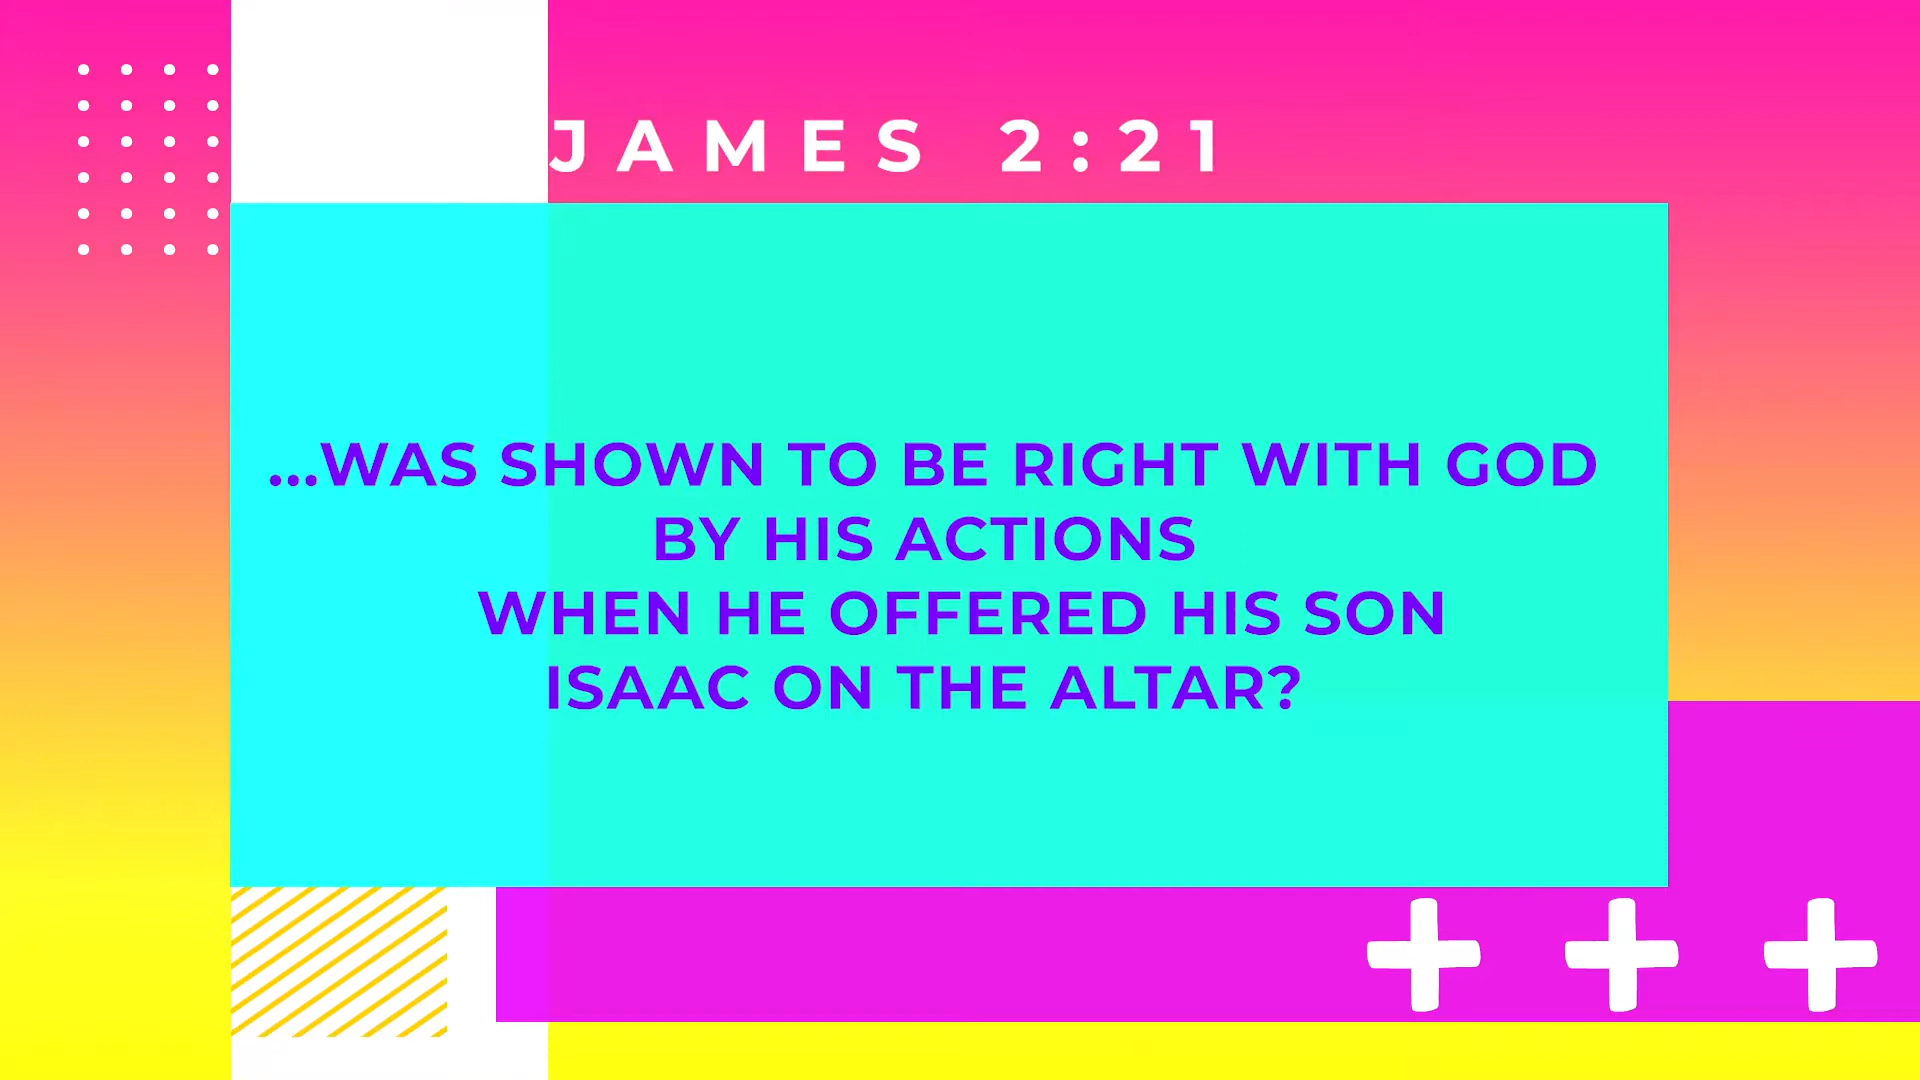 JAMES 2:21
...WAS SHOWN TO BE RIGHT WITH GOD
BY HIS ACTIONS
WHEN HE OFFERED HIS SON
ISAAC ON THE ALTAR?